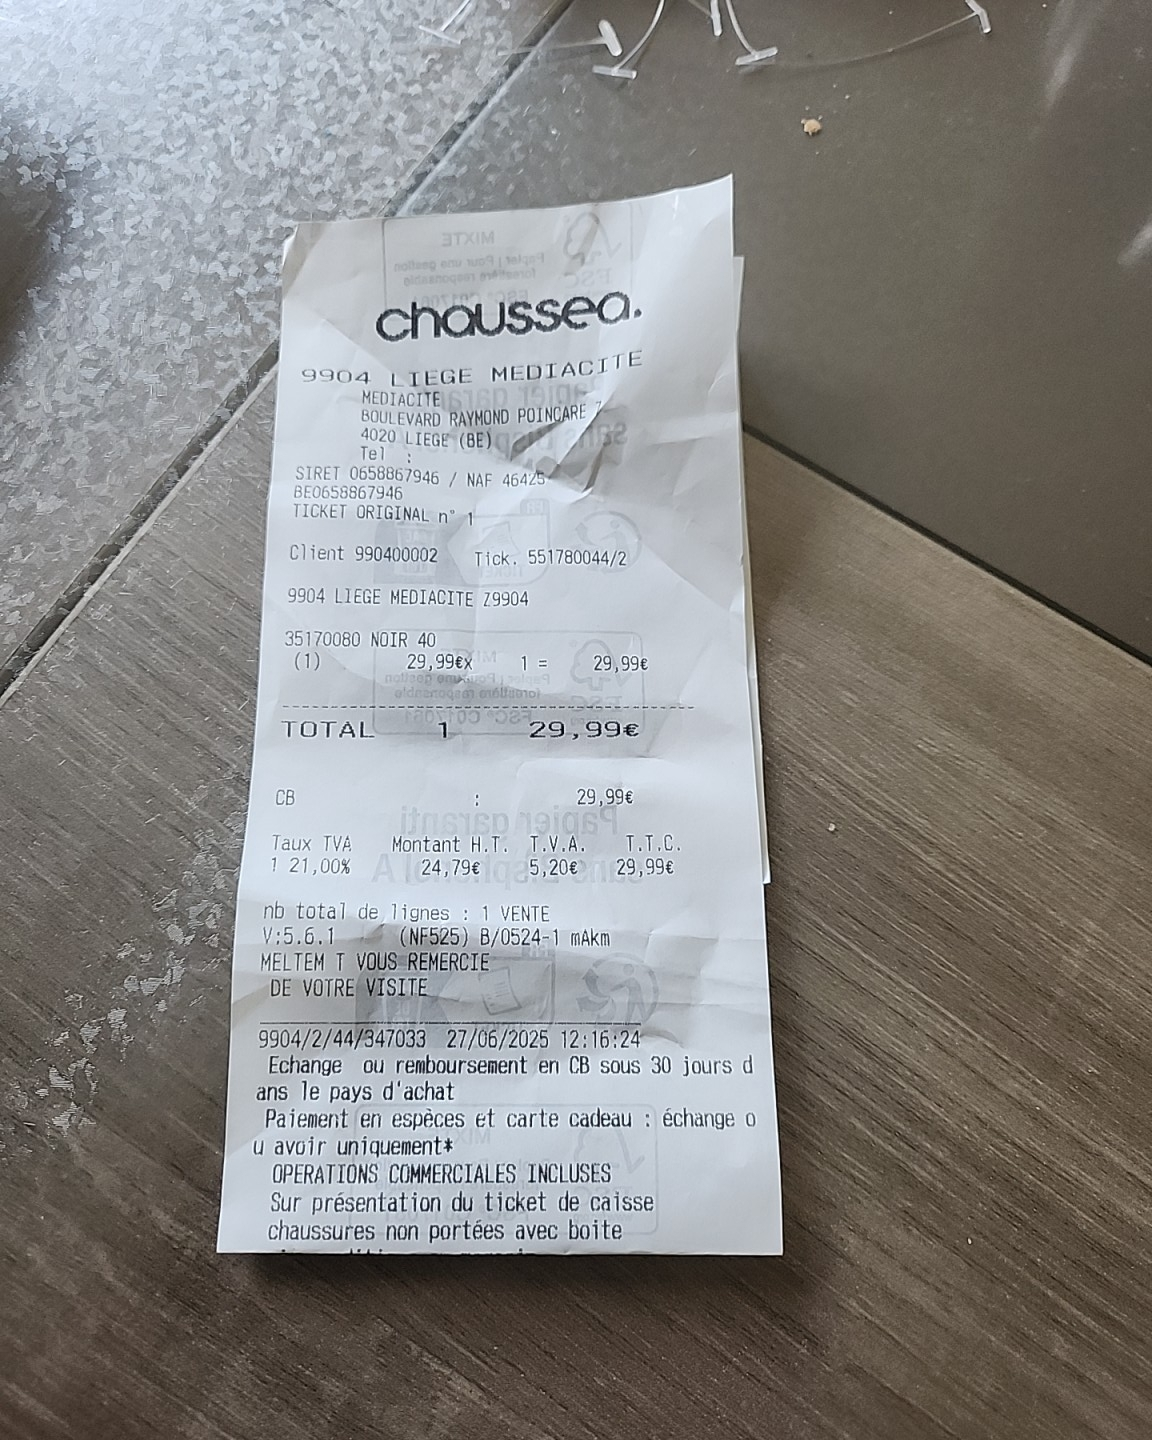 chaussea.
9904 LIEGE MEDIACITE
MEDIACITE
BOULEVARD RAYMOND POINCARE 7
4020 LIEGE (BE)
Tel :
SIRET 0658867946 / NAF 4642S
BE0658867946
TICKET ORIGINAL n° 1
Client 990400002 Tick. 551780044/2
9904 LIEGE MEDIACITE Z9904
35170080 NOIR 40
(1) 29,99€x 1 = 29,99€
TOTAL 1 29,99€
CB : 29,99€
Taux TVA Montant H.T. T.V.A. T.T.C.
1 21,00% 24,79€ 5,20€ 29,99€
nb total de lignes : 1 VENTE
V:5.6.1 (NF525) B/0524-1 mAkm
MELTEM T VOUS REMERCIE
DE VOTRE VISITE
9904/2/44/347033 27/06/2025 12:16:24
Echange ou remboursement en CB sous 30 jours d
ans le pays d'achat
Paiement en espèces et carte cadeau : échange o
u avoir uniquement*
OPERATIONS COMMERCIALES INCLUSES
Sur présentation du ticket de caisse
chaussures non portées avec boite